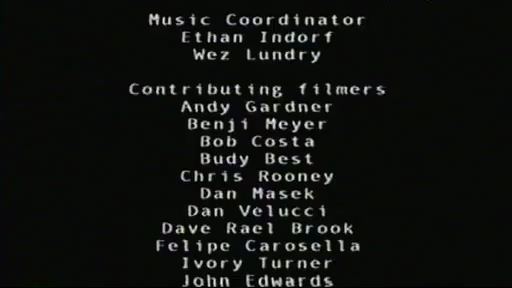 Music Coordinator
Ethan Indorf
Wez Lundry
Contributing filmers
Andy Gardner
Benji Meyer
Bob Costa
Budy Best
Chris Rooney
Dan Masek
Dan Velucci
Dave Rael Brook
Felipe Carosella
Ivory Turner
John Edwards